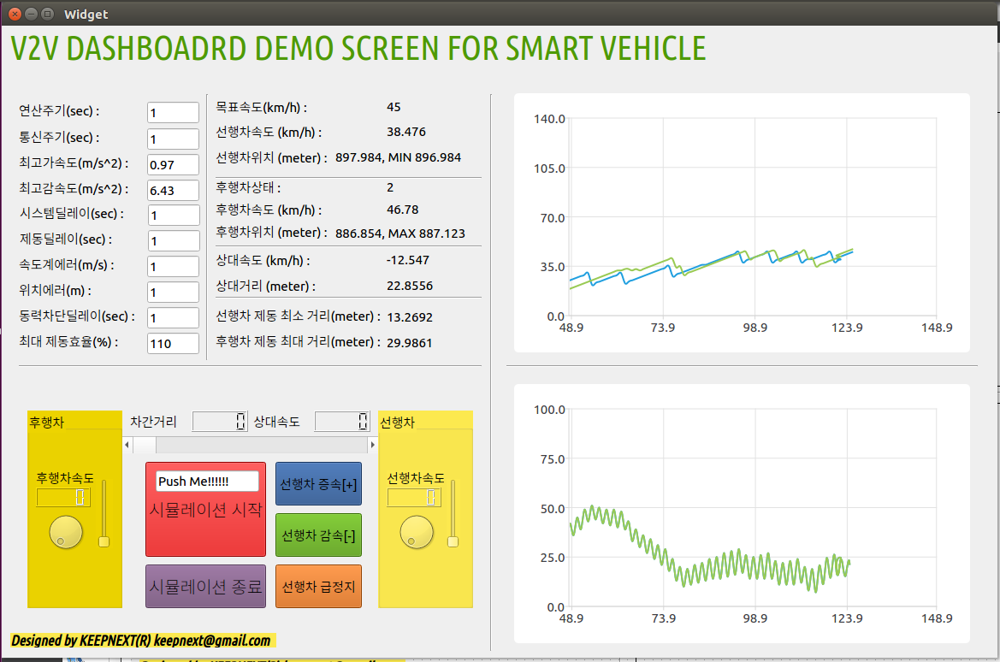 Widget
V2V DASHBOADRD DEMO SCREEN FOR SMART VEHICLE
연산주기(sec) : 1
통신주기(sec) : 1
최고가속도(m/s^2) : 0.97
최고감속도(m/s^2) : 6.43
시스템딜레이(sec) : 1
제동딜레이(sec) : 1
속도계에러(m/s) : 1
위치에러(m) : 1
동력차단딜레이(sec) : 1
최대 제동효율(%) : 110
목표속도(km/h) : 45
선행차속도 (km/h) : 38.476
선행차위치 (meter) : 897.984, MIN 896.984
후행차상태 : 2
후행차속도 (km/h) : 46.78
후행차위치 (meter) : 886.854, MAX 887.123
상대속도 (km/h) : -12.547
상대거리 (meter) : 22.8556
선행차 제동 최소 거리(meter) : 13.2692
후행차 제동 최대 거리(meter) : 29.9861
140.0
105.0
70.0
35.0
0.0
48.9 73.9 98.9 123.9 148.9
후행차
후행차속도
0
차간거리 0 상대속도 0
Push Me!!!!!!
시뮬레이션 시작
시뮬레이션 종료
선행차 증속[+]
선행차 감속[-]
선행차 급정지
선행차
선행차속도
0
100.0
75.0
50.0
25.0
0.0
48.9 73.9 98.9 123.9 148.9
Designed by KEEPNEXT(R) keepnext@gmail.com